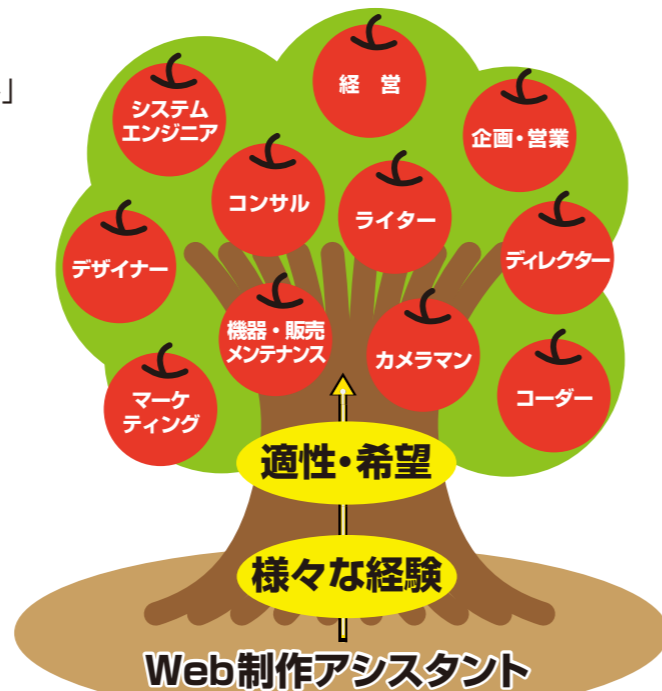 」
経 営
システム
エンジニア
企画・営業
コンサル
ライター
デザイナー
ディレクター
機器・販売
メンテナンス
カメラマン
マーケ
ティング
コーダー
適性・希望
様々な経験
Web制作アシスタント